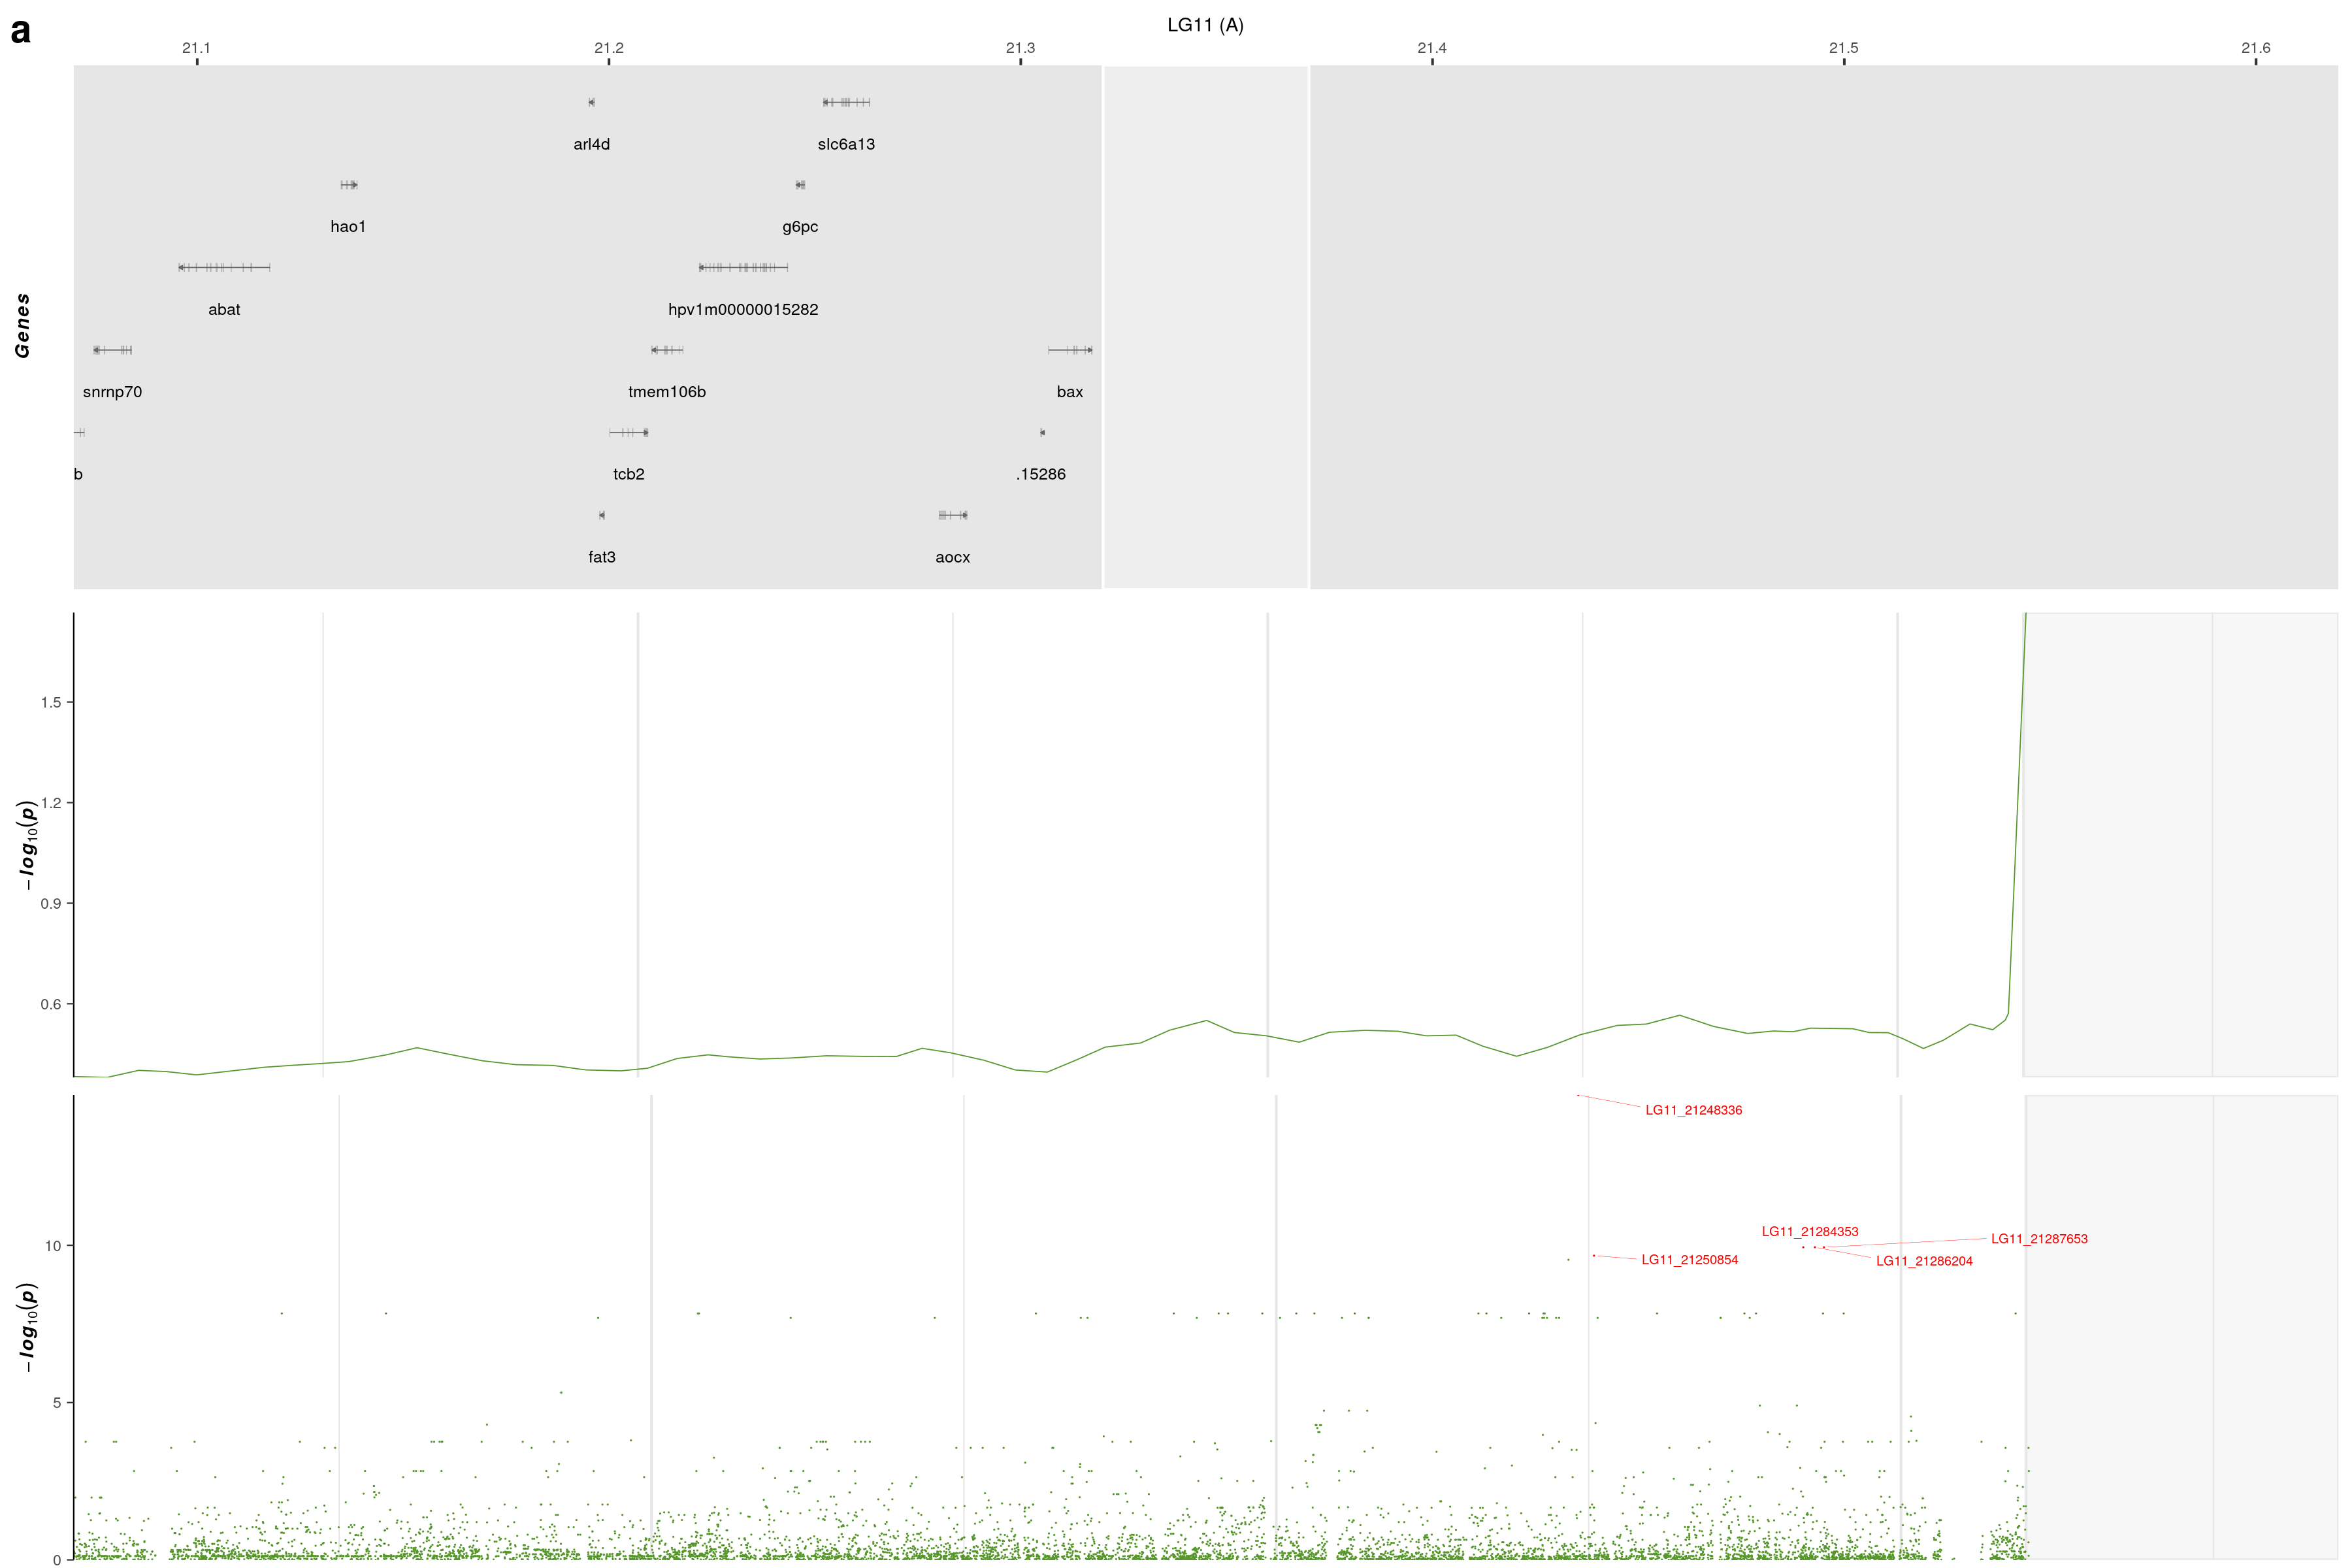 a
LG11 (A)
21.1 21.2 21.3 21.4 21.5 21.6
Genes
arl4d slc6a13
hao1 g6pc
abat hpv1m00000015282
snrnp70 tmem106b bax
b tcb2 .15286
fat3 aocx
−log10(p)
1.5
1.2
0.9
0.6
−log10(p)
10
5
0
LG11_21248336
LG11_21284353
LG11_21287653
LG11_21250854
LG11_21286204